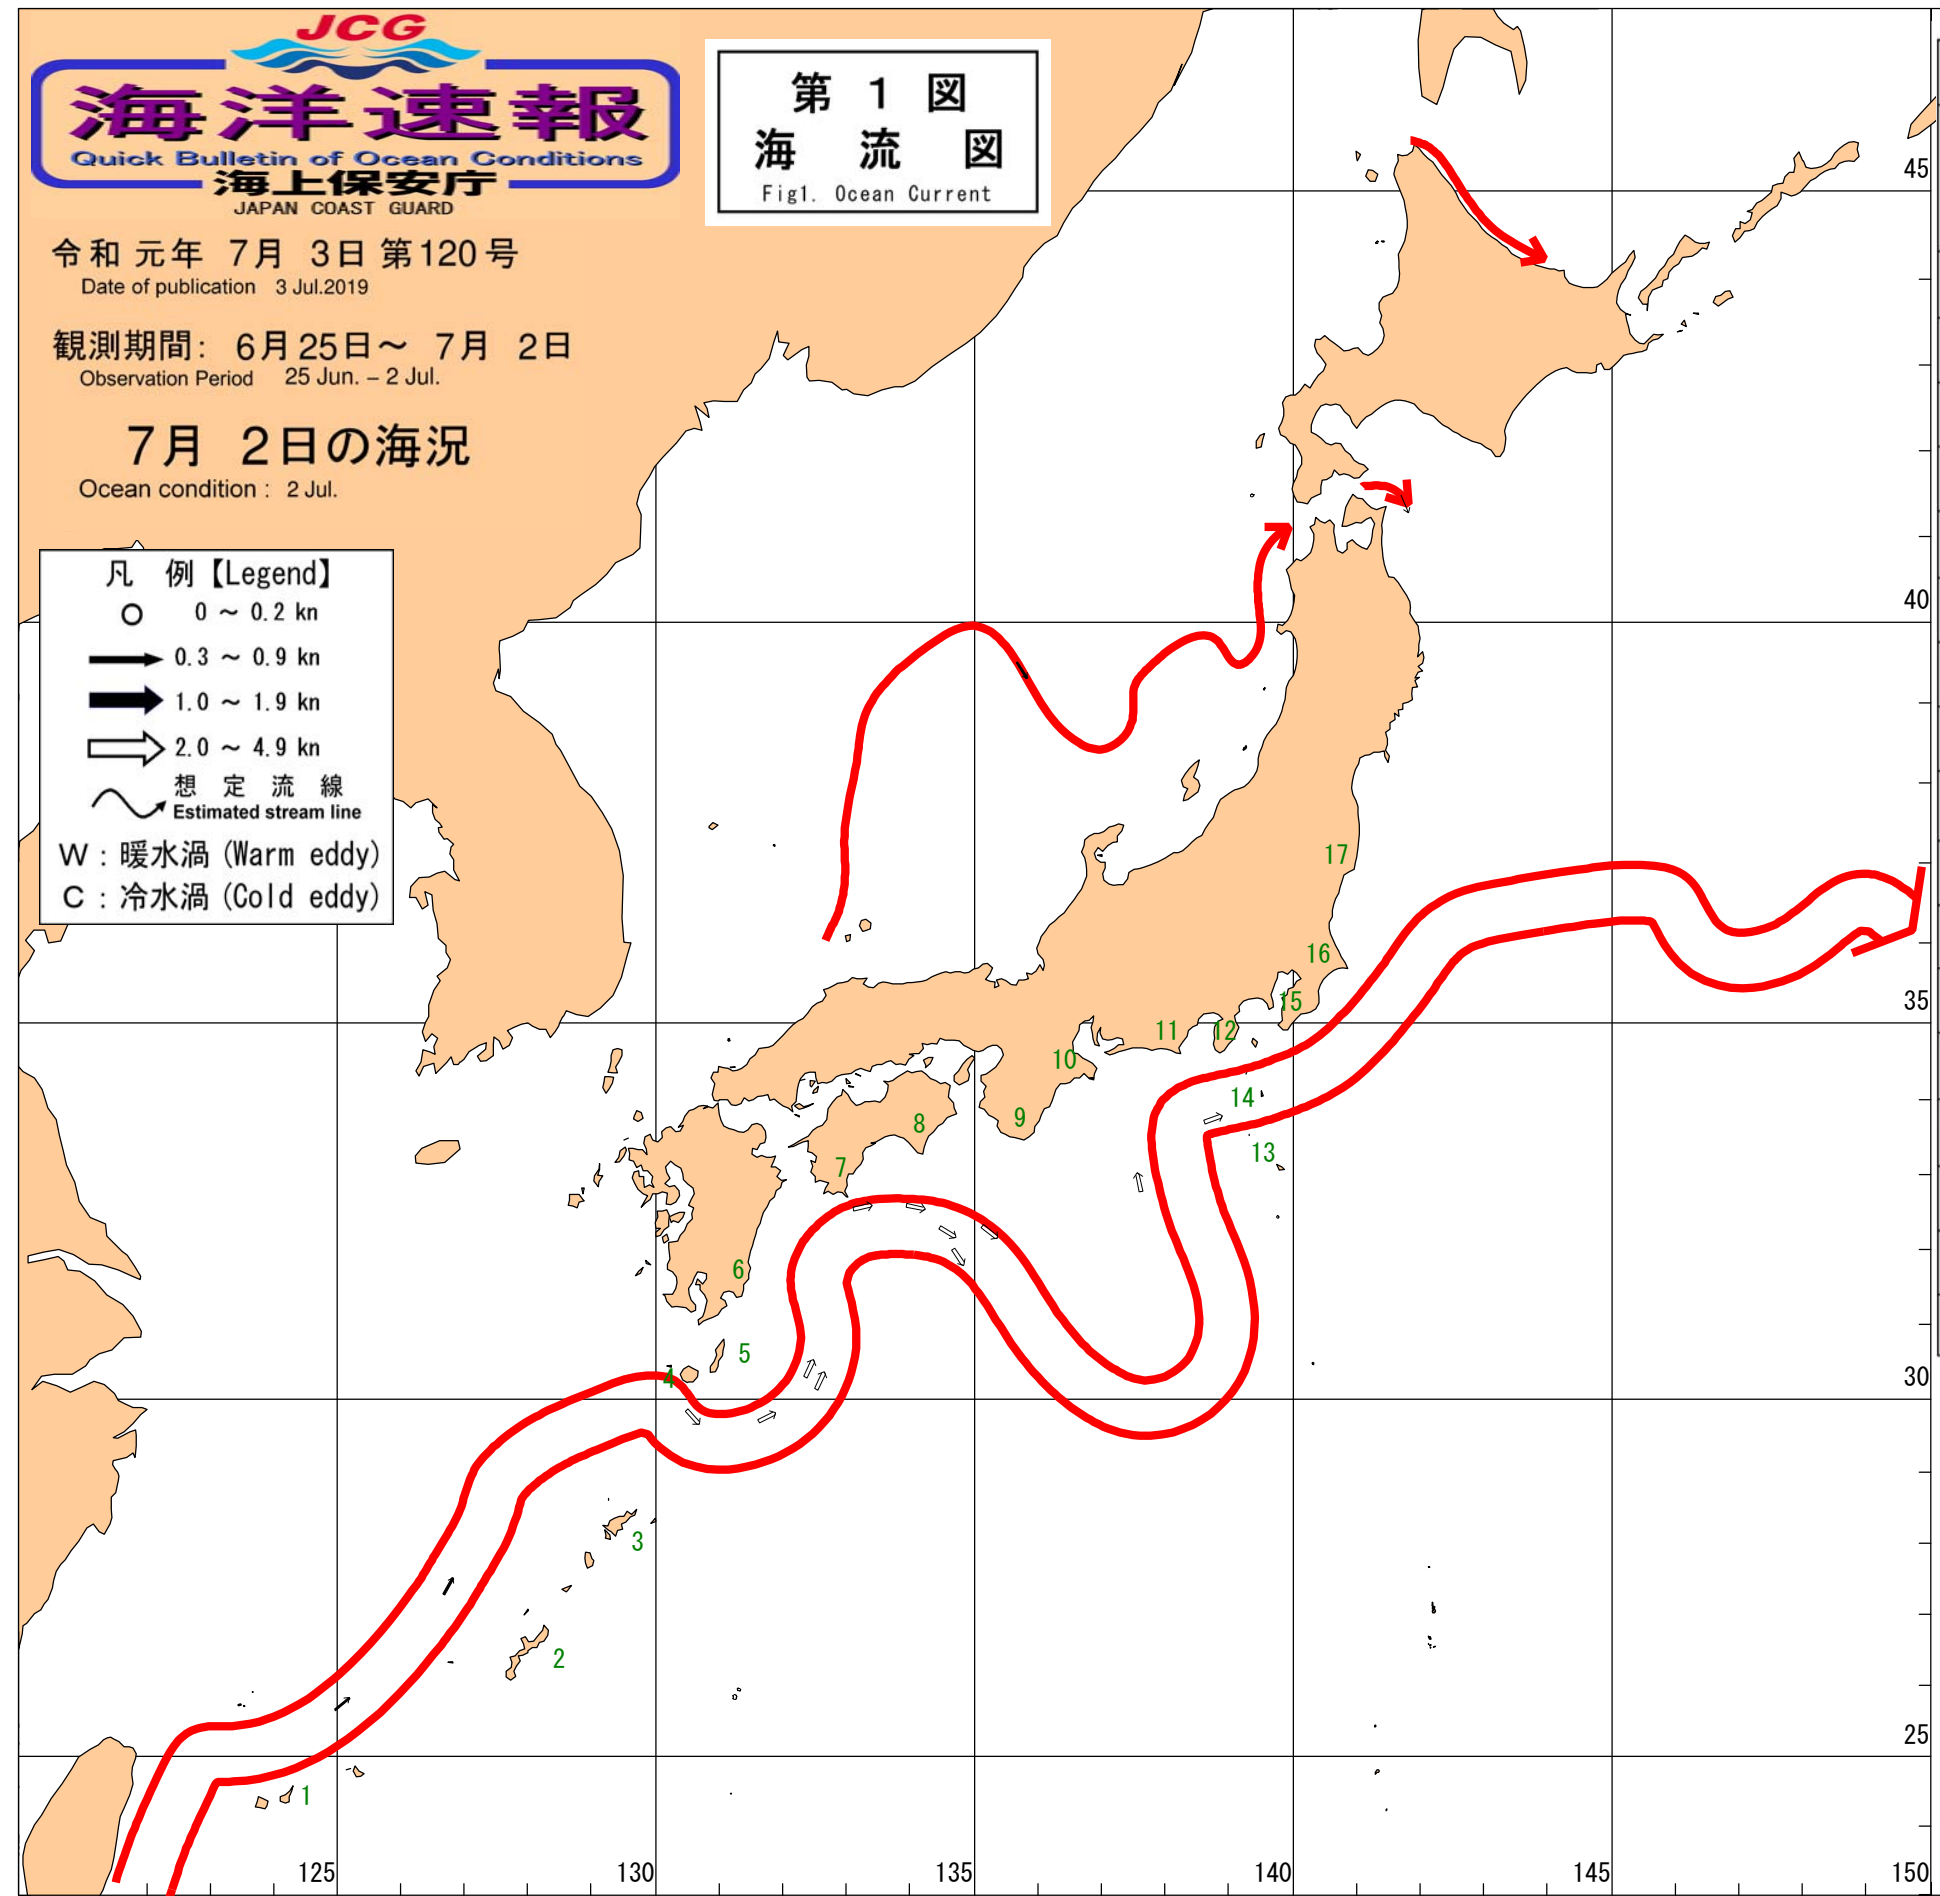 JCG
海洋速報
Quick Bulletin of Ocean Conditions
海上保安庁
JAPAN COAST GUARD
第 1 図
海 流 図
Fig1. Ocean Current
令和 元年 7月 3日 第120号
Date of publication 3 Jul.2019
観測期間: 6月25日～ 7月 2日
Observation Period 25 Jun. – 2 Jul.
7月 2日の海況
Ocean condition : 2 Jul.
凡 例【Legend】
0 ～ 0.2 kn
0.3 ～ 0.9 kn
1.0 ～ 1.9 kn
2.0 ～ 4.9 kn
想 定 流 線
Estimated stream line
W : 暖水渦 (Warm eddy)
C : 冷水渦 (Cold eddy)
45
40
17
16
35
15
12
11
10
14
9
8
13
7
6
5
4
30
3
2
25
1
125
130
135
140
145
150